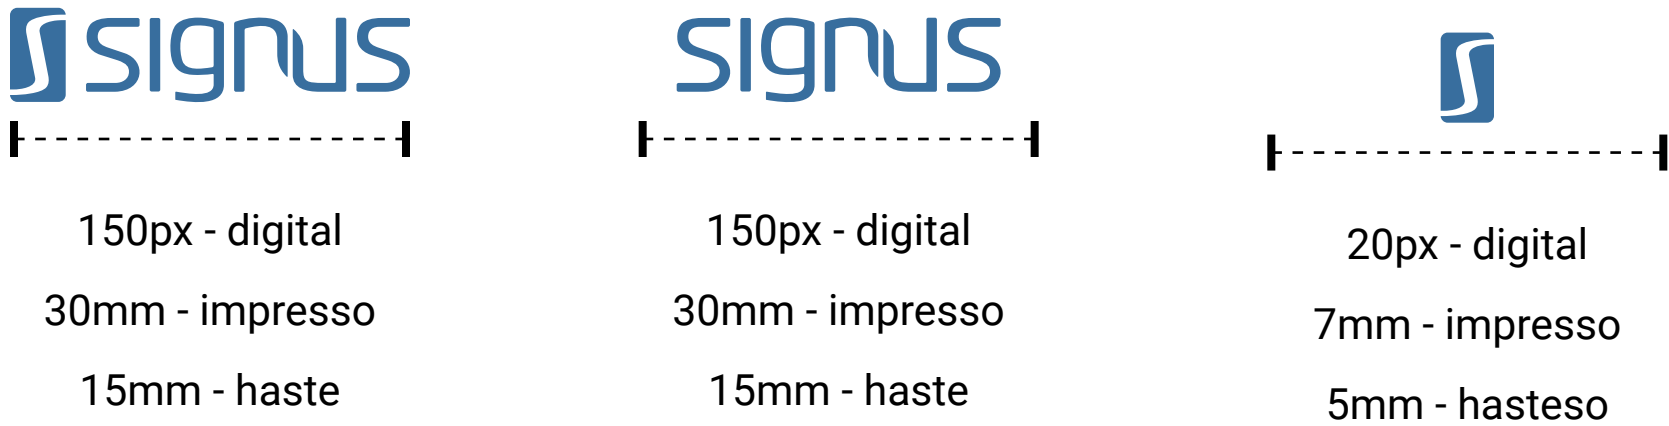 signus
150px - digital
30mm - impresso
15mm - haste
signus
150px - digital
30mm - impresso
15mm - haste
S
20px - digital
7mm - impresso
5mm - hasteso